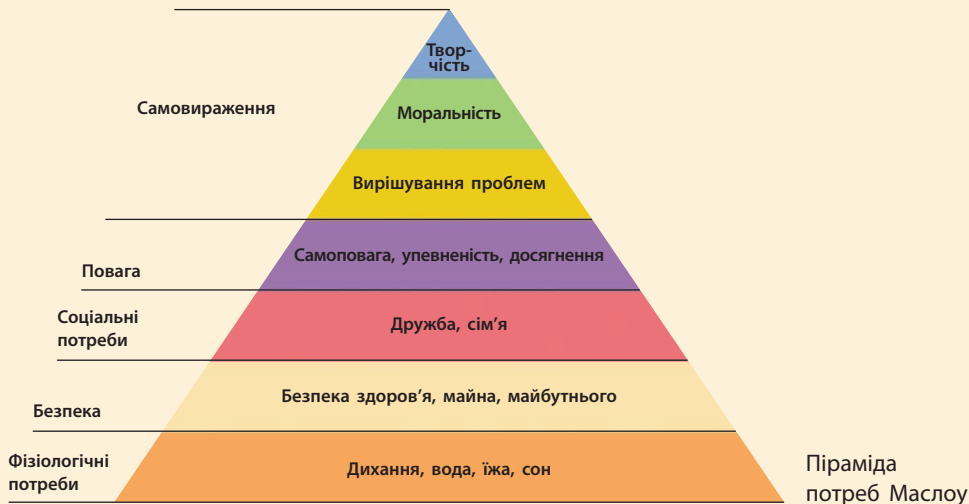 Твор-
чість
Самовираження
Моральність
Вирішування проблем
Самоповага, упевненість, досягнення
Повага
Соціальні
потреби
Дружба, сім’я
Безпека здоров’я, майна, майбутнього
Безпека
Фізіологічні
потреби
Дихання, вода, їжа, сон
Піраміда
потреб Маслоу